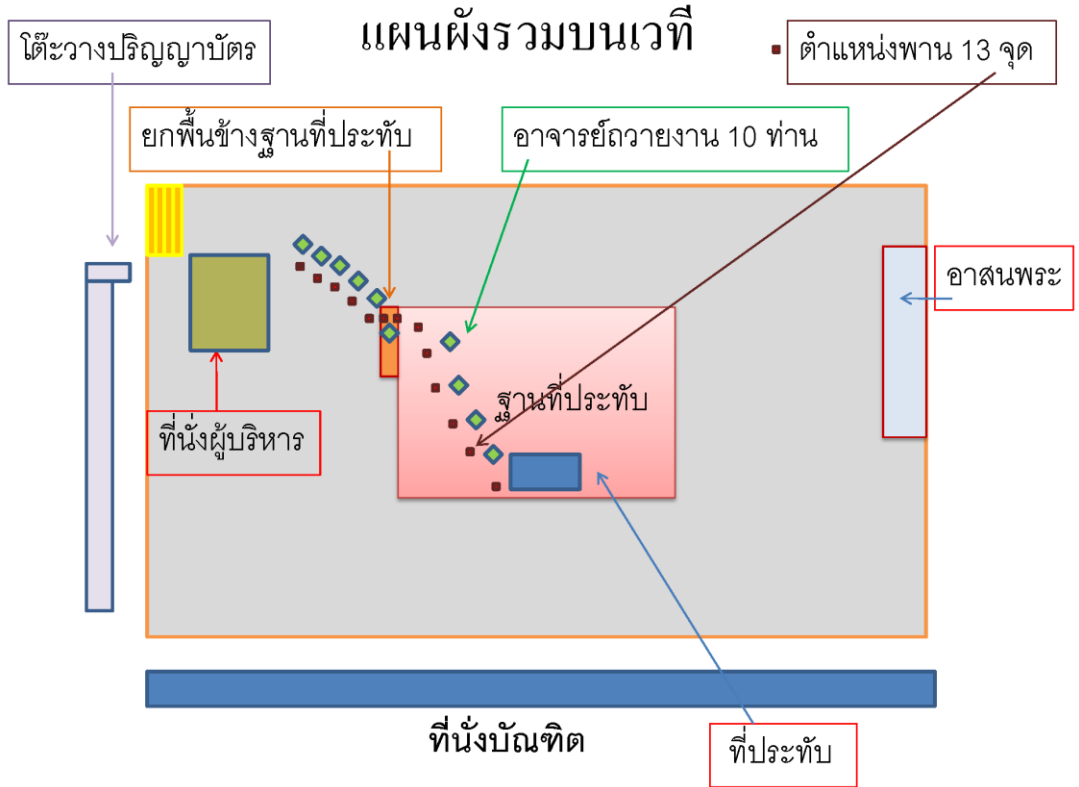 แผนผังรวมบนเวที
โต๊ะวางปริญญาบัตร
ตำแหน่งพาน 13 จุด
ยกพื้นข้างฐานที่ประทับ
อาจารย์ถวายงาน 10 ท่าน
อาสนพระ
ฐานที่ประทับ
ที่นั่งผู้บริหาร
ที่นั่งบัณฑิต
ที่ประทับ